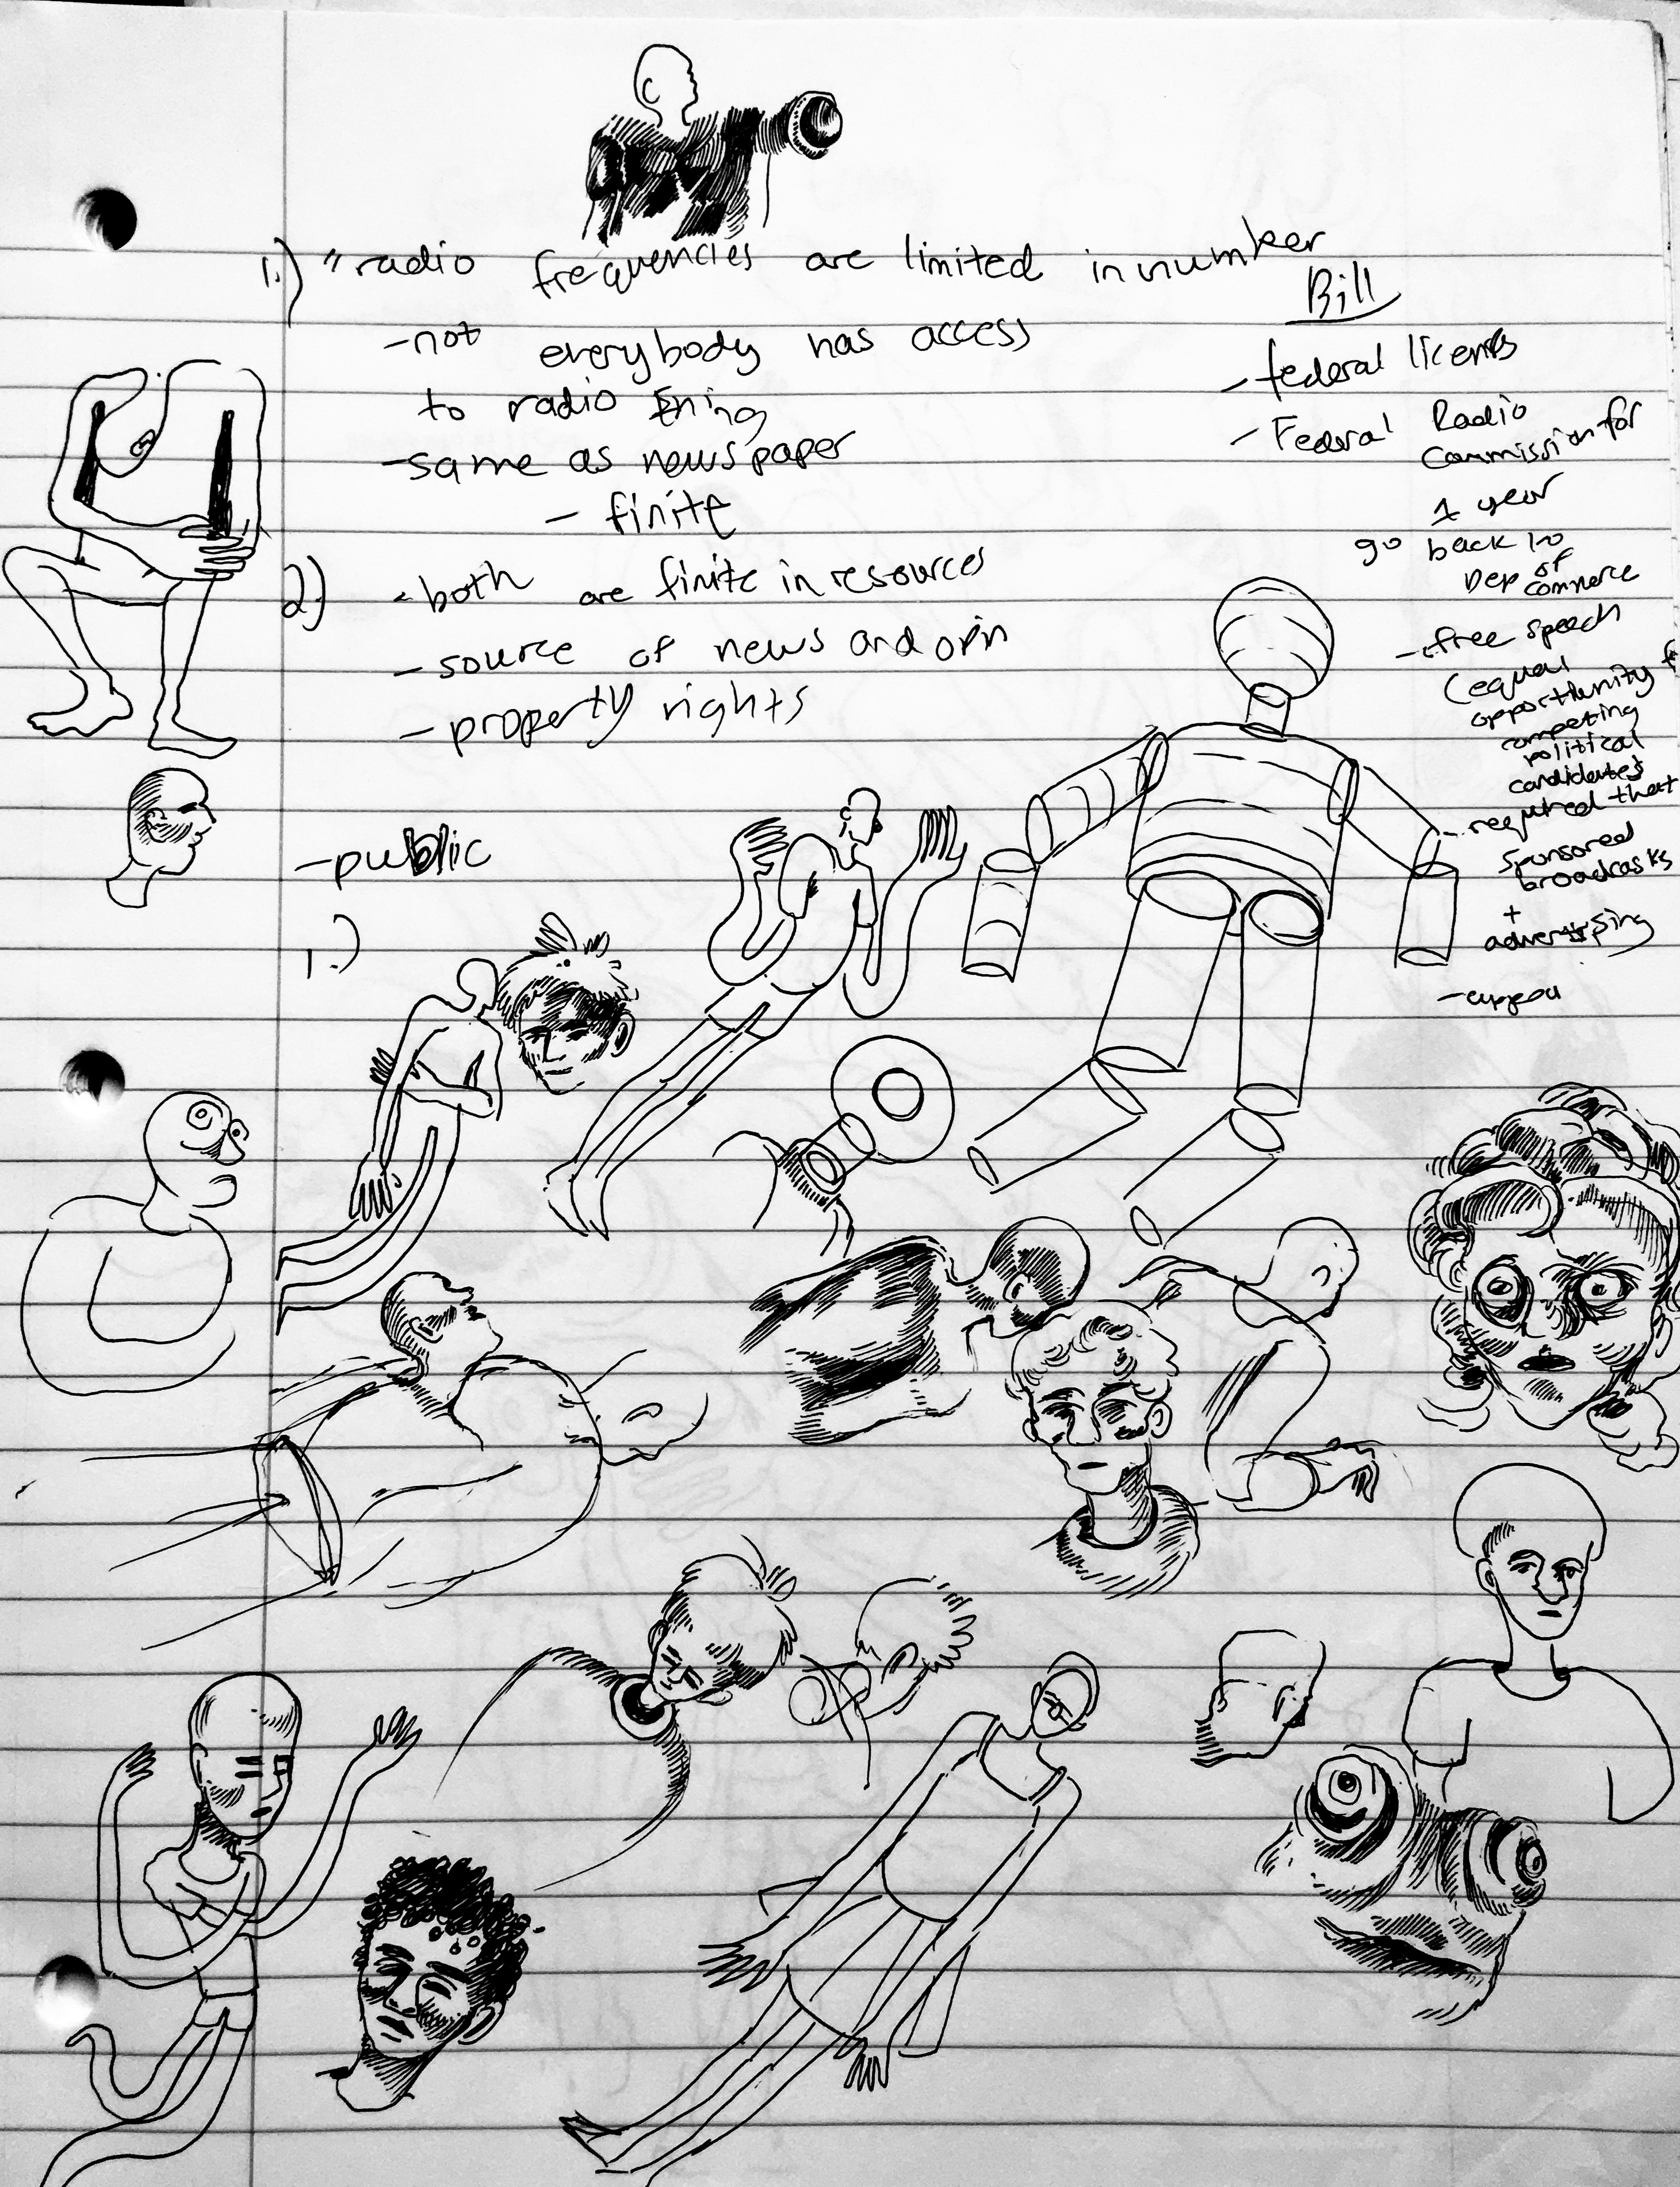 1.) "radio frequencies are limited in number
-not everybody has access
to radio thing
-same as newspaper
- finite
2.) - both are finite in resources
- source of news and opin
- property rights
-public
1.)
Bill
- federal licens
- Federal Radio
Commission for
1 year
go back to
Dep of
commerce
- free speech
(equal
opportunity f
competing
political
candidates
- required that
sponsored
broadcasts
+
advertising